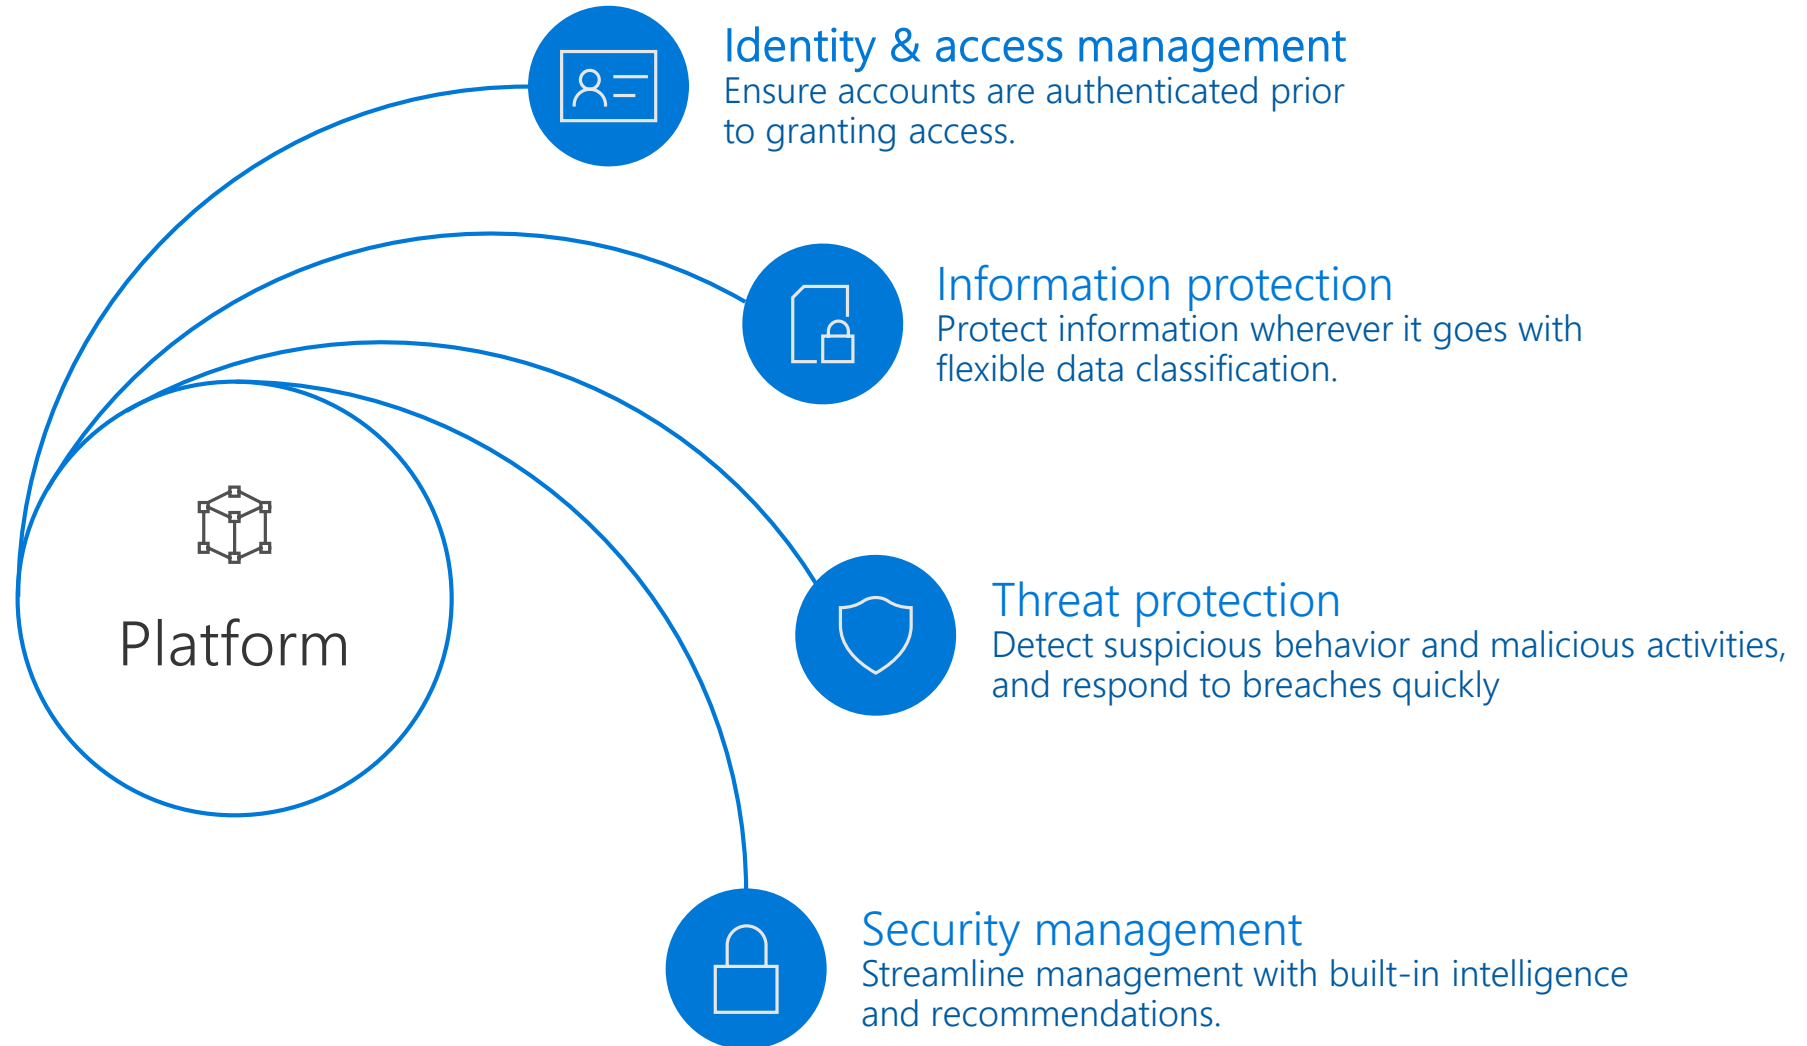 Identity & access management
Ensure accounts are authenticated prior
to granting access.
Information protection
Protect information wherever it goes with
flexible data classification.
Platform
Threat protection
Detect suspicious behavior and malicious activities,
and respond to breaches quickly
Security management
Streamline management with built-in intelligence
and recommendations.